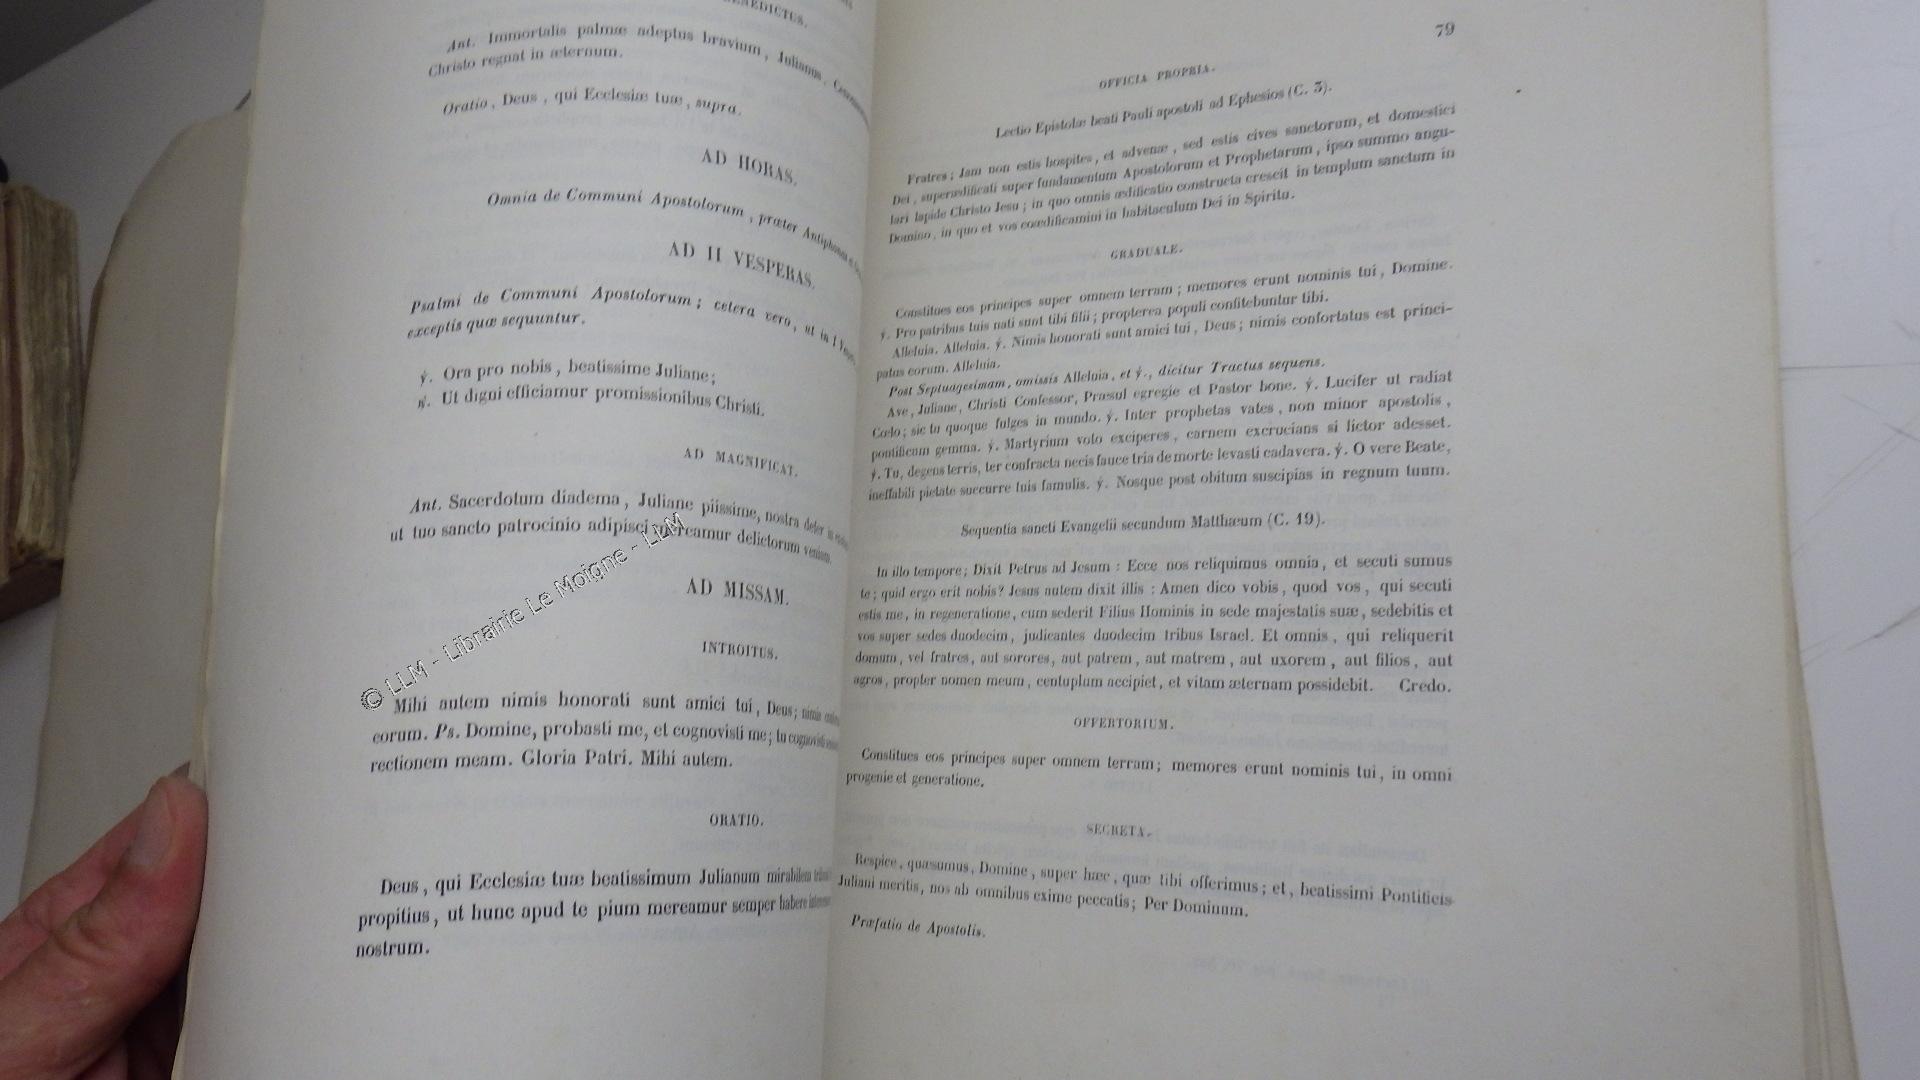 BENEDICTUS.
Ant. Immortalis palmæ adeptus bravium, Julianus,
Christo regnat in æternum.
Oratio, Deus, qui Ecclesiæ tuæ, supra.
AD HORAS.
Omnia de Communi Apostolorum, præter Antiphonam
AD II VESPERAS.
Psalmi de Communi Apostolorum; cetera vero, ut in I
exceptis quæ sequuntur.
℣. Ora pro nobis, beatissime Juliane;
℟. Ut digni efficiamur promissionibus Christi.
AD MAGNIFICAT.
Ant. Sacerdotum diadema, Juliane piissime, nostra
ut tuo sancto patrocinio adipisci mereamur delictorum veniam.
AD MISSAM.
INTROITUS.
Mihi autem nimis honorati sunt amici tui, Deus; nimis
eorum. Ps. Domine, probasti me, et cognovisti me; tu cognovisti
rectionem meam. Gloria Patri. Mihi autem.
ORATIO.
Deus, qui Ecclesiæ tuæ beatissimum Julianum mirabilem
propitius, ut hunc apud te pium mereamur semper habere
nostrum.
© LLM - Librairie Le Moigne - LLM
79
OFFICIA PROPRIA.
Lectio Epistolæ beati Pauli apostoli ad Ephesios (C. 3).
Fratres; Jam non estis hospites, et advenæ, sed estis cives sanctorum, et domestici
Dei, superædificati super fundamentum Apostolorum et Prophetarum, ipso summo angu-
lari lapide Christo Jesu; in quo omnis ædificatio constructa crescit in templum sanctum in
Domino, in quo et vos coædificamini in habitaculum Dei in Spiritu.
GRADUALE.
Constitues eos principes super omnem terram; memores erunt nominis tui, Domine.
℣. Pro patribus tuis nati sunt tibi filii; propterea populi confitebuntur tibi.
Alleluia. Alleluia. ℣. Nimis honorati sunt amici tui, Deus; nimis confortatus est princi-
patus eorum. Alleluia.
Post Septuagesimam, omissis Alleluia, et ℣., dicitur Tractus sequens.
Ave, Juliane, Christi Confessor, Præsul egregie et Pastor bone. ℣. Lucifer ut radiat
Cœlo; sic tu quoque fulges in mundo. ℣. Inter prophetas vates, non minor apostolis,
pontificum gemma. ℣. Martyrium voto exciperes, carnem excrucians si lictor adesset.
℣. Tu, degens terris, ter confracta necis fauce tria de morte levasti cadavera. ℣. O vere Beate,
ineffabili pietate succurre tuis famulis. ℣. Nosque post obitum suscipias in regnum tuum.
Sequentia sancti Evangelii secundum Matthæum (C. 19).
In illo tempore; Dixit Petrus ad Jesum : Ecce nos reliquimus omnia, et secuti sumus
te; quid ergo erit nobis? Jesus autem dixit illis : Amen dico vobis, quod vos, qui secuti
estis me, in regeneratione, cum sederit Filius Hominis in sede majestatis suæ, sedebitis et
vos super sedes duodecim, judicantes duodecim tribus Israel. Et omnis, qui reliquerit
domum, vel fratres, aut sorores, aut patrem, aut matrem, aut uxorem, aut filios, aut
agros, propter nomen meum, centuplum accipiet, et vitam æternam possidebit. Credo.
OFFERTORIUM.
Constitues eos principes super omnem terram; memores erunt nominis tui, in omni
progenie et generatione.
SECRETA.
Respice, quæsumus, Domine, super hæc, quæ tibi offerimus; et, beatissimi Pontificis
Juliani meritis, nos ab omnibus exime peccatis; Per Dominum.
Præfatio de Apostolis.